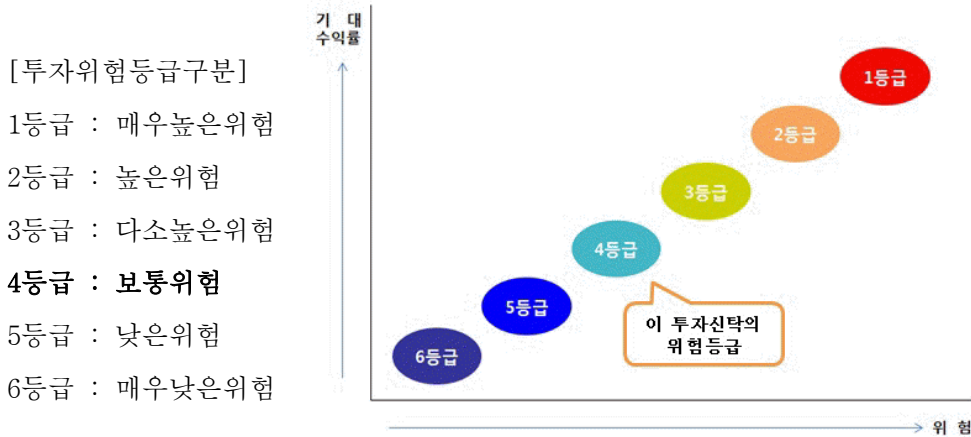 [투자위험등급구분]
1등급 : 매우높은위험
2등급 : 높은위험
3등급 : 다소높은위험
4등급 : 보통위험
5등급 : 낮은위험
6등급 : 매우낮은위험
기 대
수익률
1등급
2등급
3등급
4등급
5등급
6등급
이 투자신탁의
위험등급
위 험